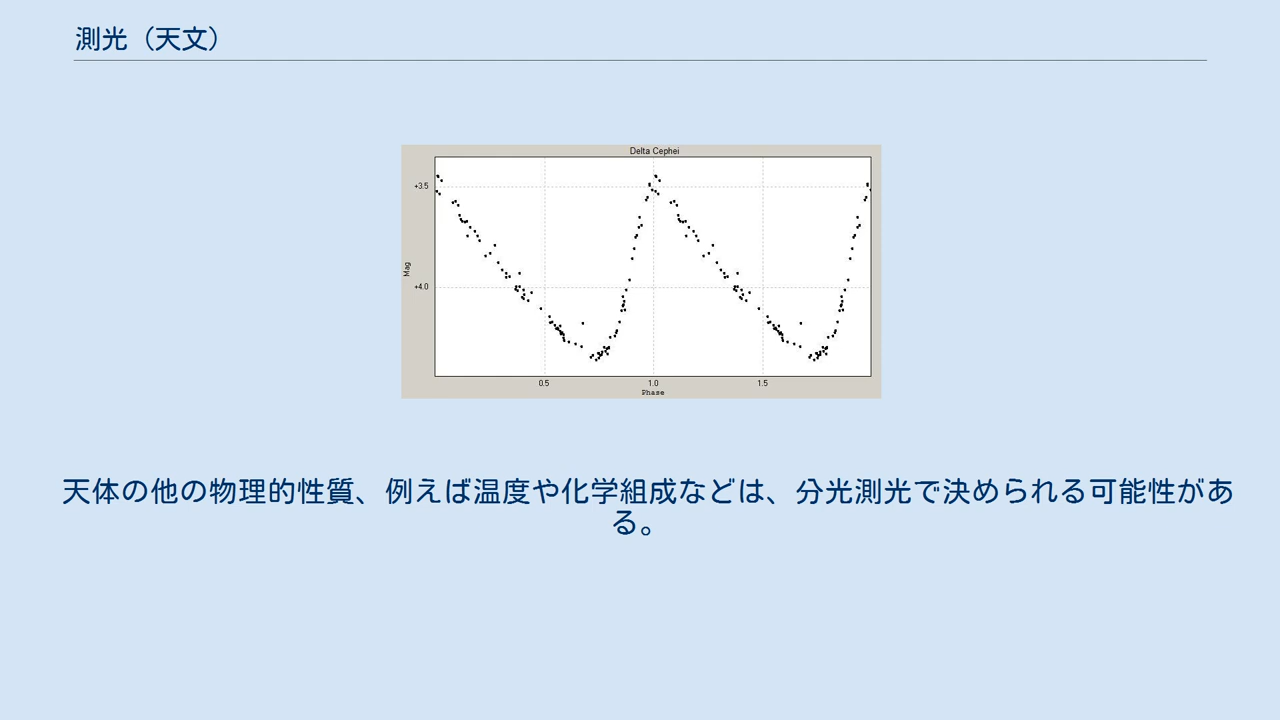 測光（天文）
Delta Cephei
+3.5
Mag
+4.0
0.5 1.0 1.5
Phase
天体の他の物理的性質、例えば温度や化学組成などは、分光測光で決められる可能性があ
る。